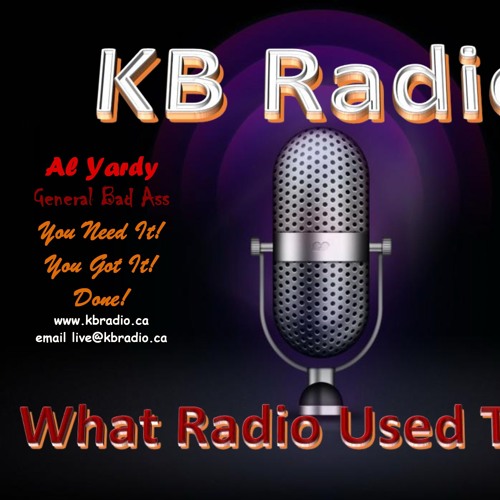 KB Radio
Al Yardy
General Bad Ass
You Need It!
You Got It!
Done!
www.kbradio.ca
email live@kbradio.ca
What Radio Used T